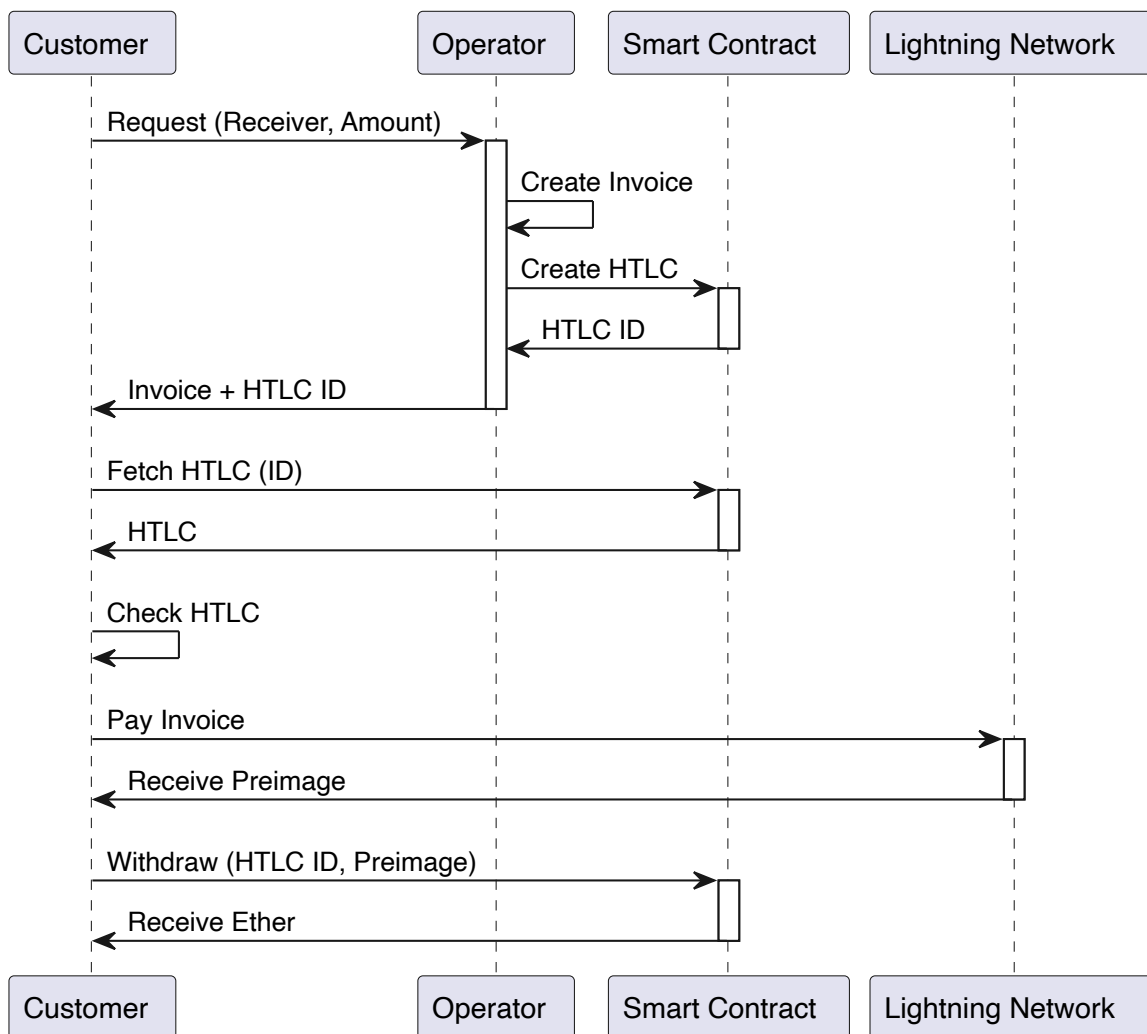 Customer
Operator
Smart Contract
Lightning Network
Request (Receiver, Amount)
Create Invoice
Create HTLC
HTLC ID
Invoice + HTLC ID
Fetch HTLC (ID)
HTLC
Check HTLC
Pay Invoice
Receive Preimage
Withdraw (HTLC ID, Preimage)
Receive Ether
Customer
Operator
Smart Contract
Lightning Network